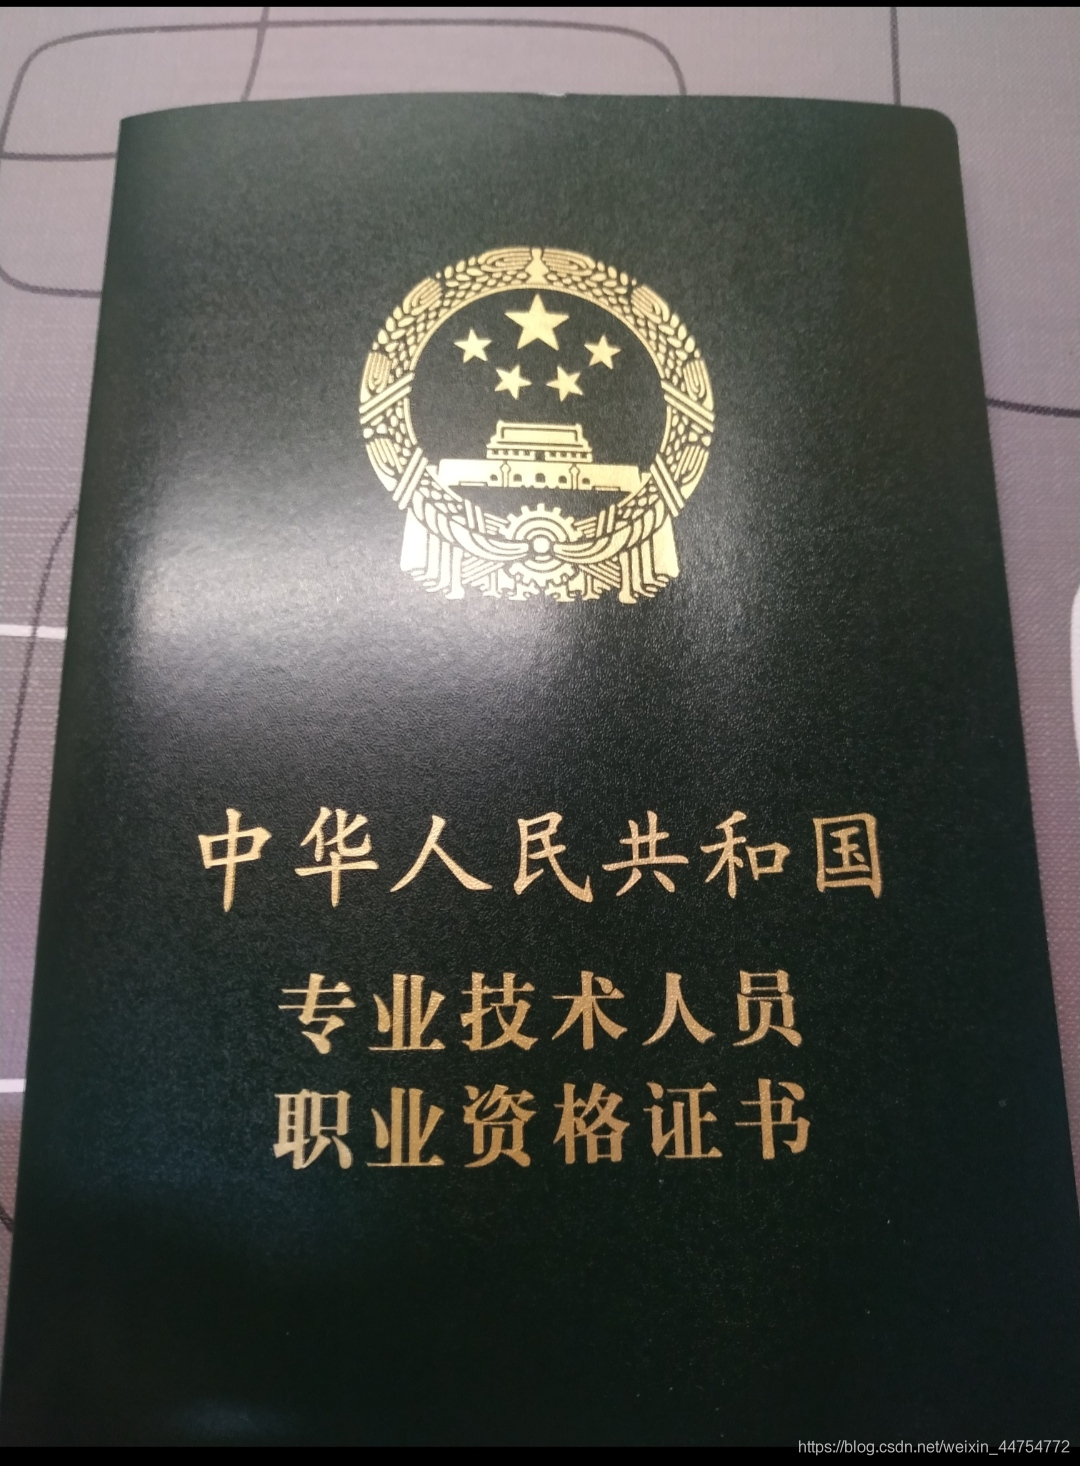 中华人民共和国
专业技术人员
职业资格证书
https://blog.csdn.net/weixin_44754772